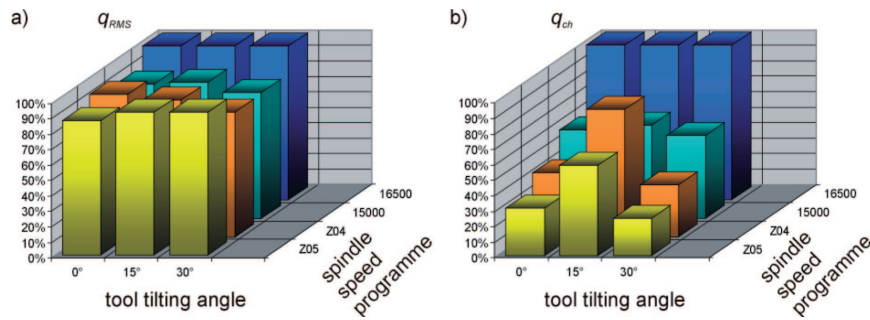 a)
q_RMS
100%
90%
80%
70%
60%
50%
40%
30%
20%
10%
0%
0°
15°
30°
Z05
Z04
15000
16500
tool tilting angle
spindle
speed
programme
b)
q_ch
100%
90%
80%
70%
60%
50%
40%
30%
20%
10%
0%
0°
15°
30°
Z05
Z04
15000
16500
tool tilting angle
spindle
speed
programme